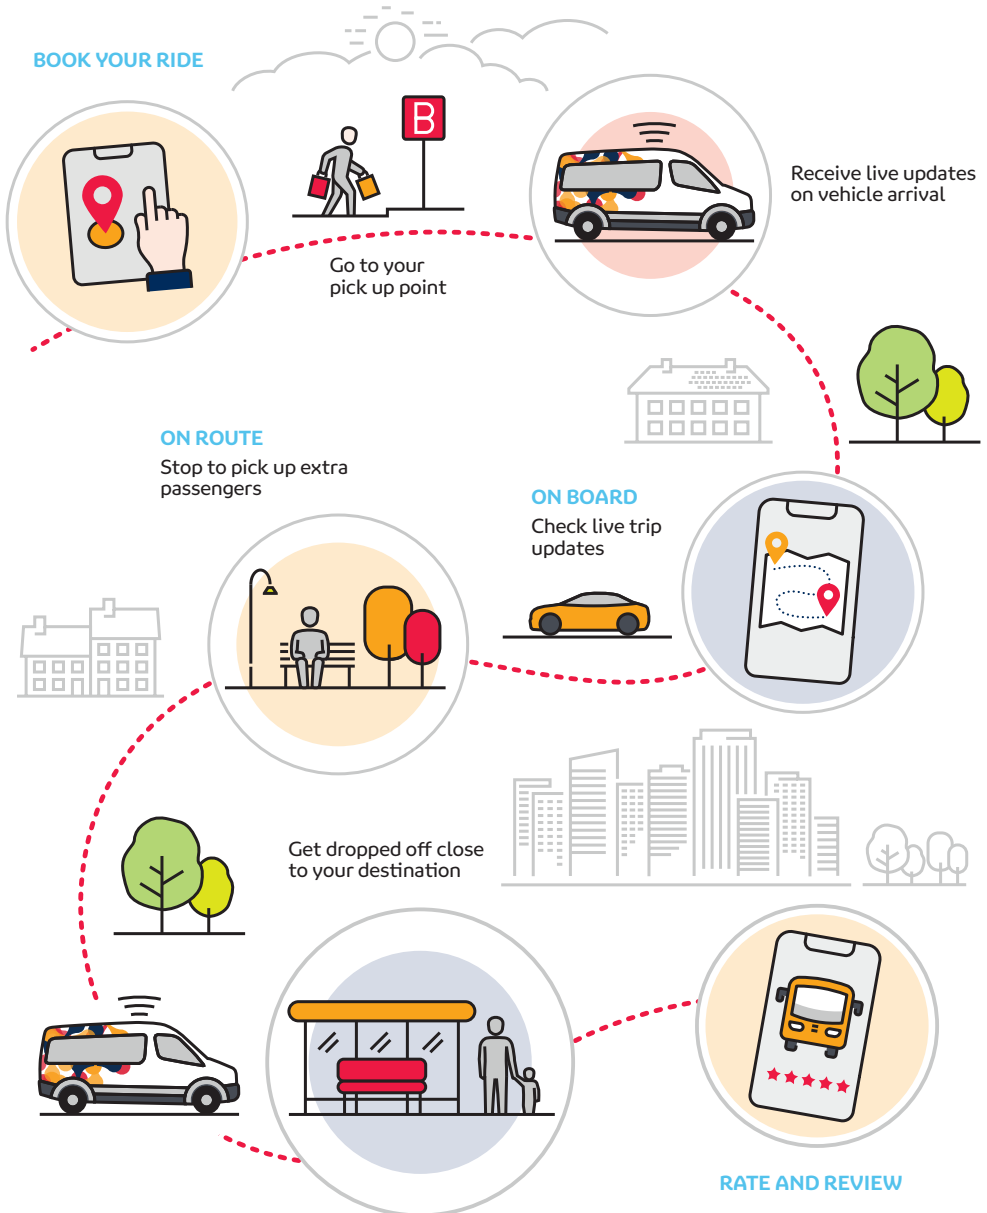 BOOK YOUR RIDE
B
Go to your
pick up point
Receive live updates
on vehicle arrival
ON BOARD
Check live trip
updates
ON ROUTE
Stop to pick up extra
passengers
Get dropped off close
to your destination
RATE AND REVIEW